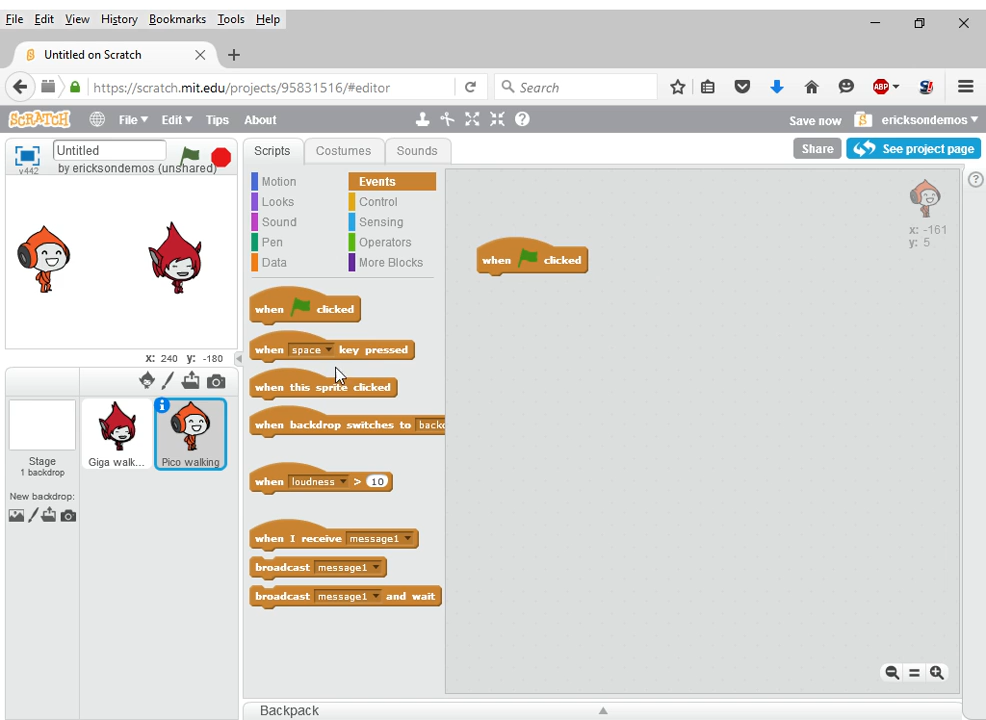 File Edit View History Bookmarks Tools Help
Untitled on Scratch
https://scratch.mit.edu/projects/95831516/#editor
Search
ABP
SCRATCH File Edit Tips About
Save now ericksondemos
Untitled
by ericksondemos (unshared)
v442
Scripts Costumes Sounds
Share See project page
Motion Events
Looks Control
Sound Sensing
Pen Operators
Data More Blocks
when clicked
when space key pressed
when this sprite clicked
when backdrop switches to
when loudness > 10
when I receive message1
broadcast message1
broadcast message1 and wait
when clicked
x: -161
y: 5
x: 240 y: -180
Stage
1 backdrop
New backdrop:
Giga walk...
Pico walking
Backpack